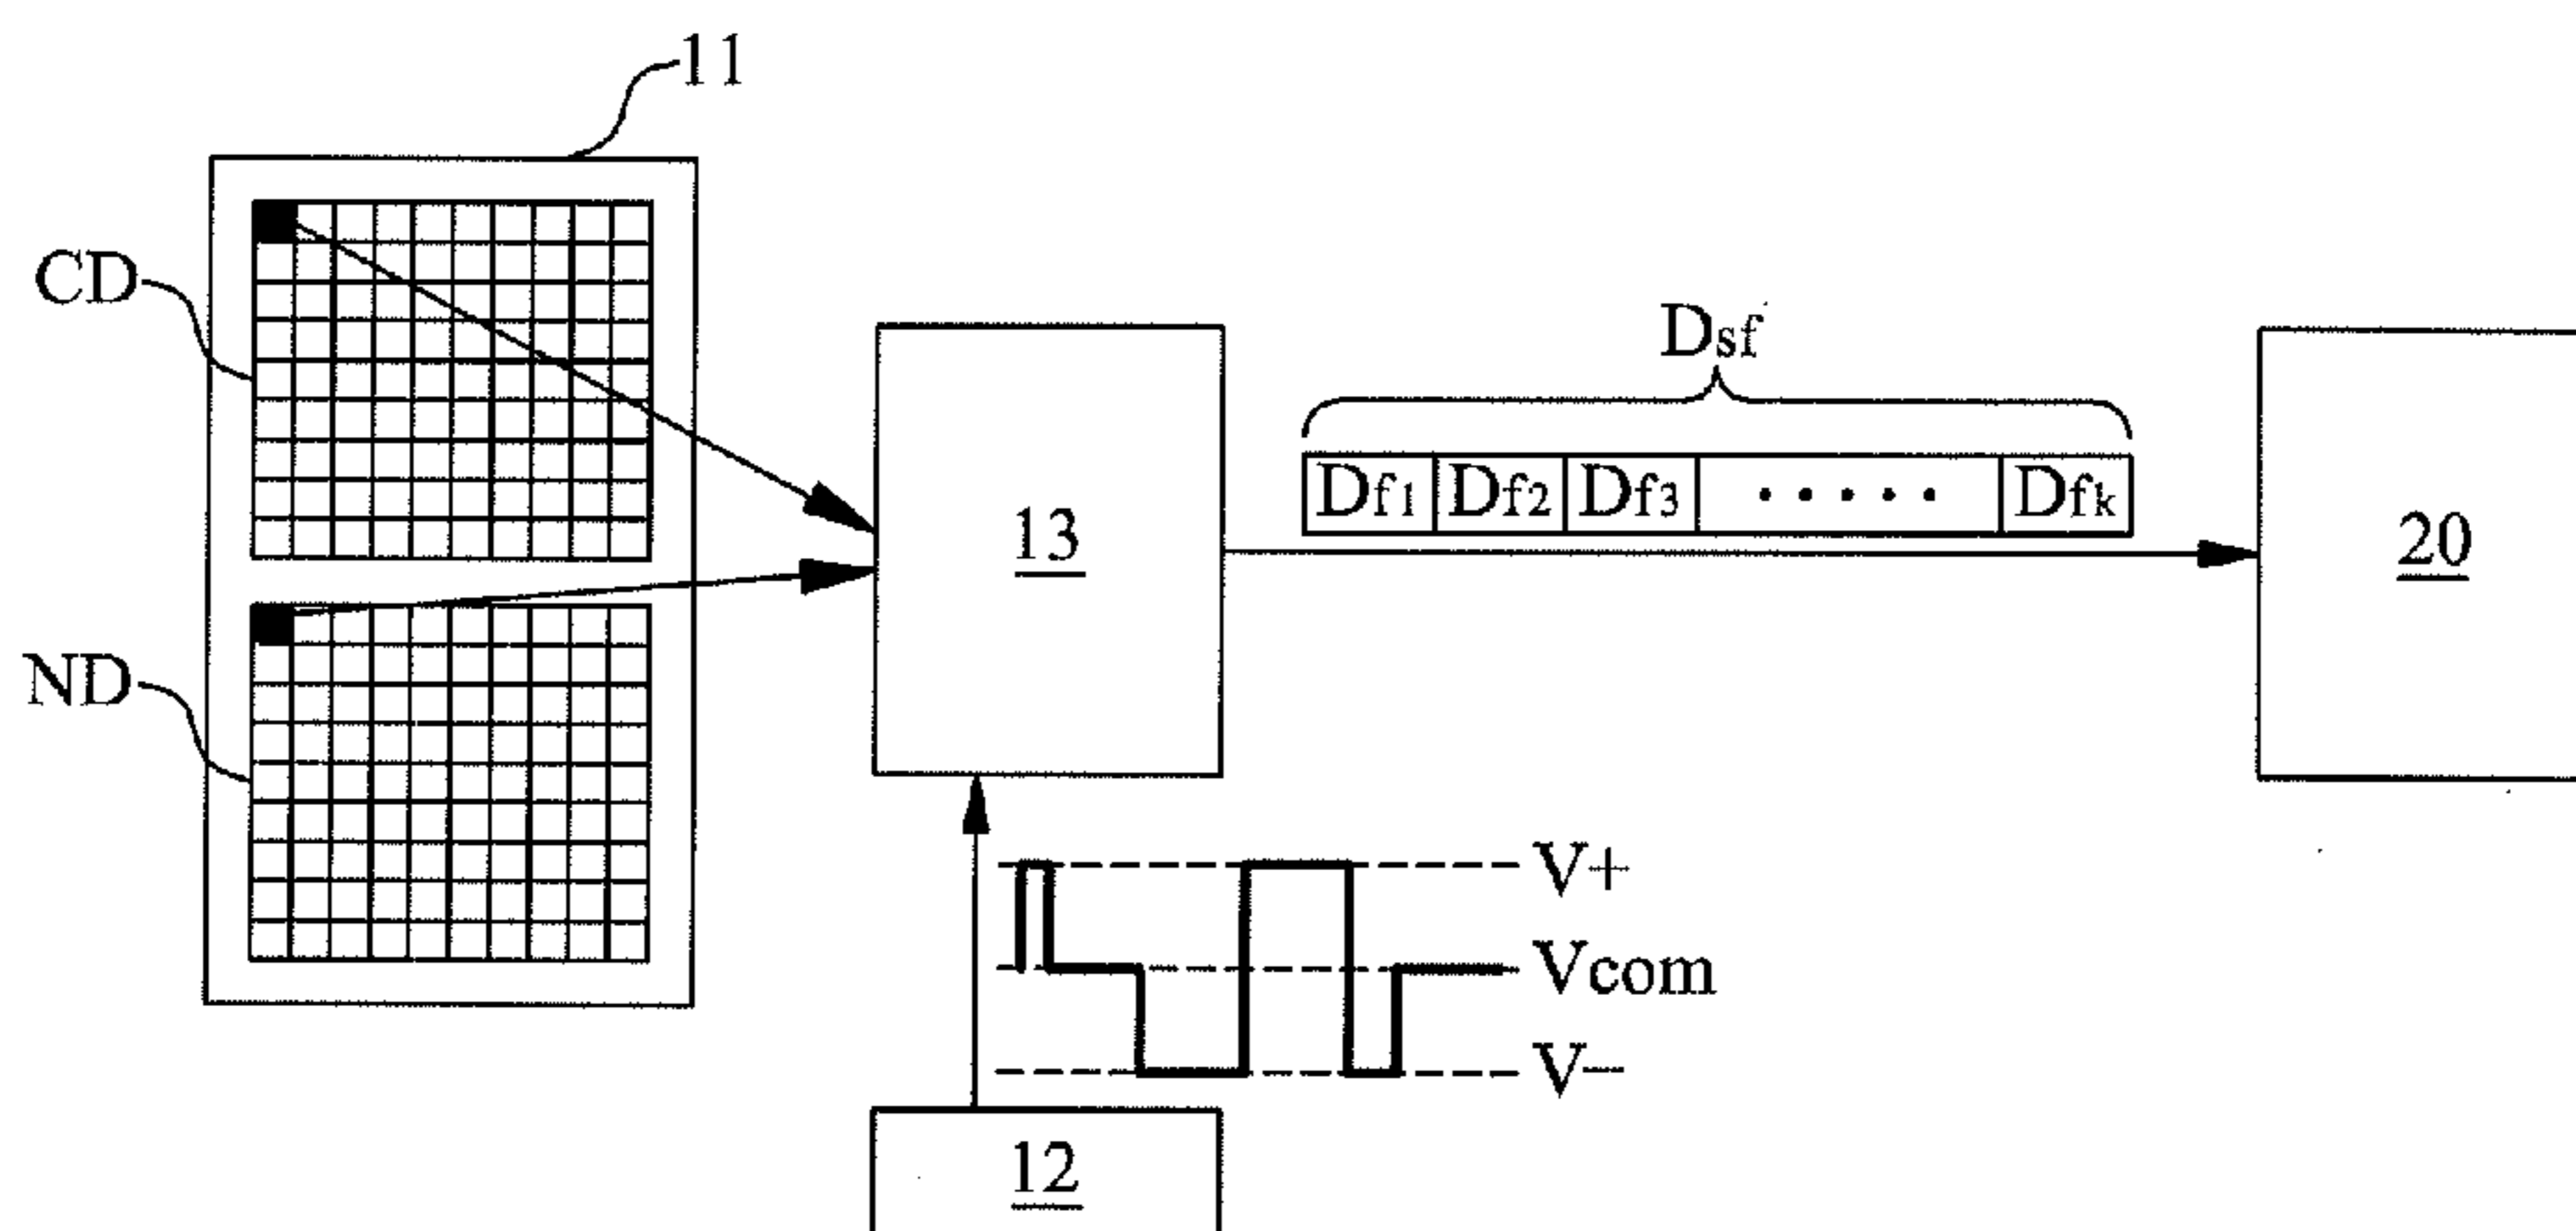 11
CD
ND
13
Dsf
Df1 Df2 Df3 ..... Dfk
20
V+
Vcom
V−
12